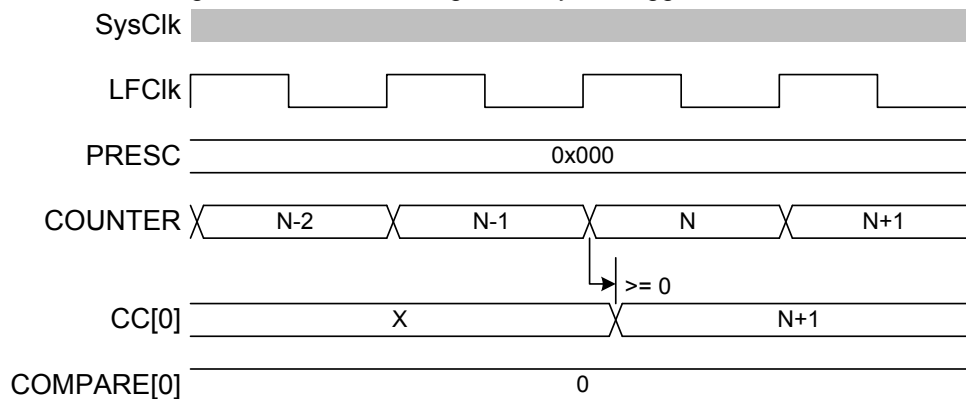 SysClk
LFClk
PRESC 0x000
COUNTER N-2 N-1 N N+1
>= 0
CC[0] X N+1
COMPARE[0] 0